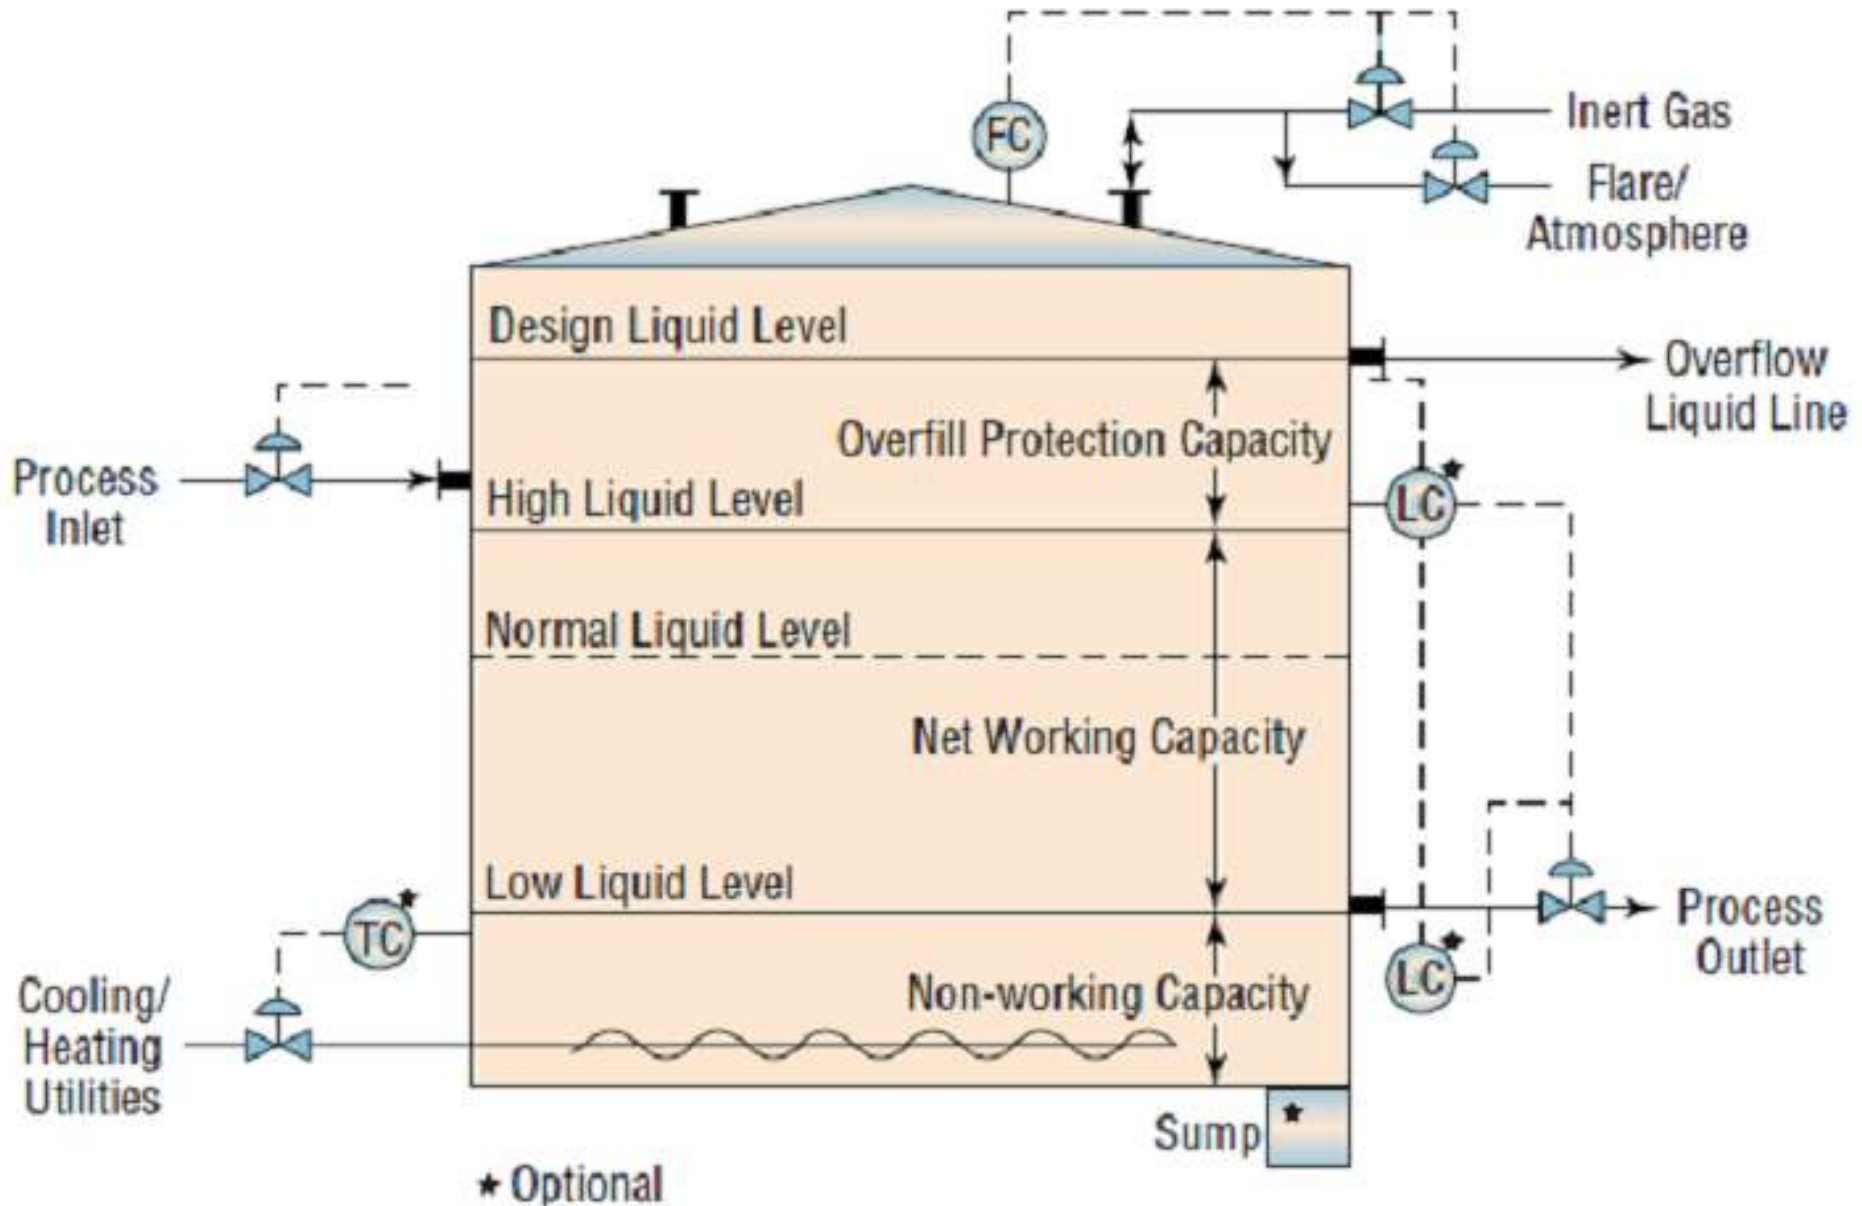 FC
Inert Gas
Flare/
Atmosphere
Design Liquid Level
Overflow
Liquid Line
Overfill Protection Capacity
Process
Inlet
High Liquid Level
LC★
Normal Liquid Level
Net Working Capacity
Low Liquid Level
TC★
Process
Outlet
LC★
Cooling/
Heating
Utilities
Non-working Capacity
Sump ★
★ Optional